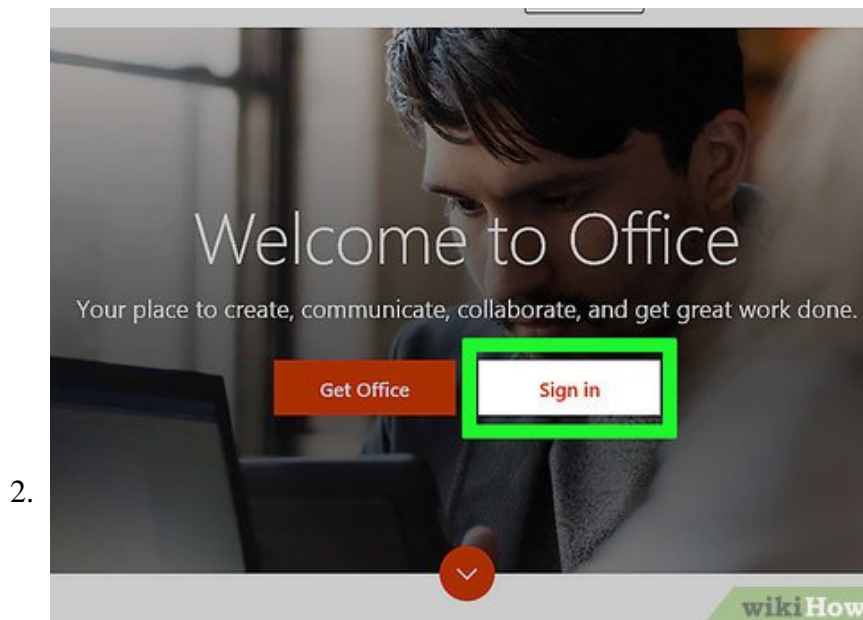 Welcome to Office
Your place to create, communicate, collaborate, and get great work done.
Get Office
Sign in
2.
wikiHow